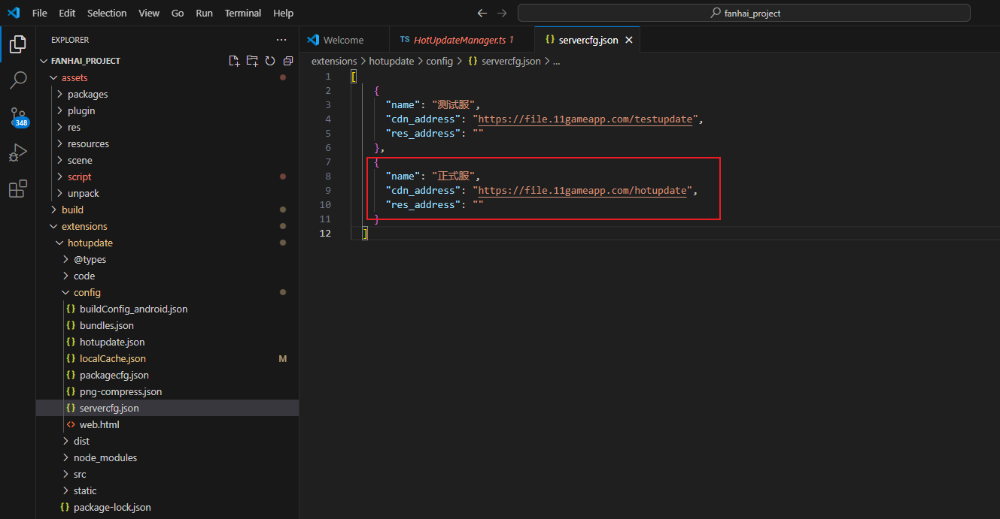 File Edit Selection View Go Run Terminal Help
fanhai_project
EXPLORER
Welcome
TS HotUpdateManager.ts 1
{} servercfg.json
FANHAI_PROJECT
extensions > hotupdate > config > {} servercfg.json > ...
assets
packages
plugin
res
resources
scene
script
unpack
build
extensions
hotupdate
@types
code
config
{} buildConfig_android.json
{} bundles.json
{} hotupdate.json
{} localCache.json M
{} packagecfg.json
{} png-compress.json
{} servercfg.json
<> web.html
dist
node_modules
src
static
{} package-lock.json
348
1 [
2 {
3 "name": "测试服",
4 "cdn_address": "https://file.11gameapp.com/testupdate",
5 "res_address": ""
6 },
7 {
8 "name": "正式服",
9 "cdn_address": "https://file.11gameapp.com/hotupdate",
10 "res_address": ""
11 }
12 ]